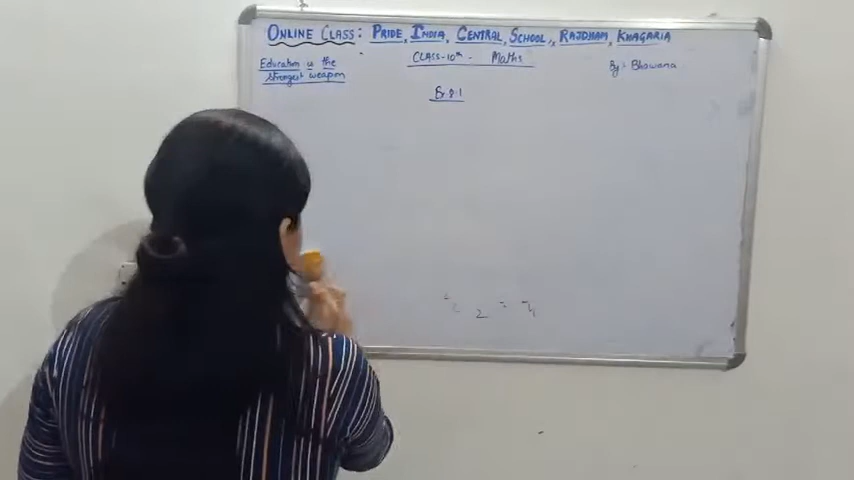 ONLINE CLASS: PRIDE INDIA, CENTRAL SCHOOL, RAJDHAM, KHAGARIA
Education is the strongest weapon
CLASS-10th - Maths
By:- Bhawana
Ex 8.1